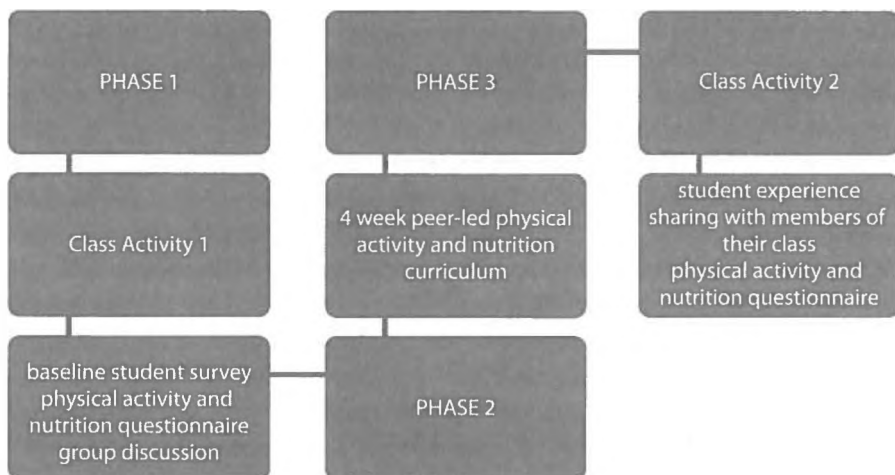 PHASE 1
Class Activity 1
baseline student survey
physical activity and
nutrition questionnaire
group discussion
PHASE 2
4 week peer-led physical
activity and nutrition
curriculum
PHASE 3
Class Activity 2
student experience
sharing with members of
their class
physical activity and
nutrition questionnaire